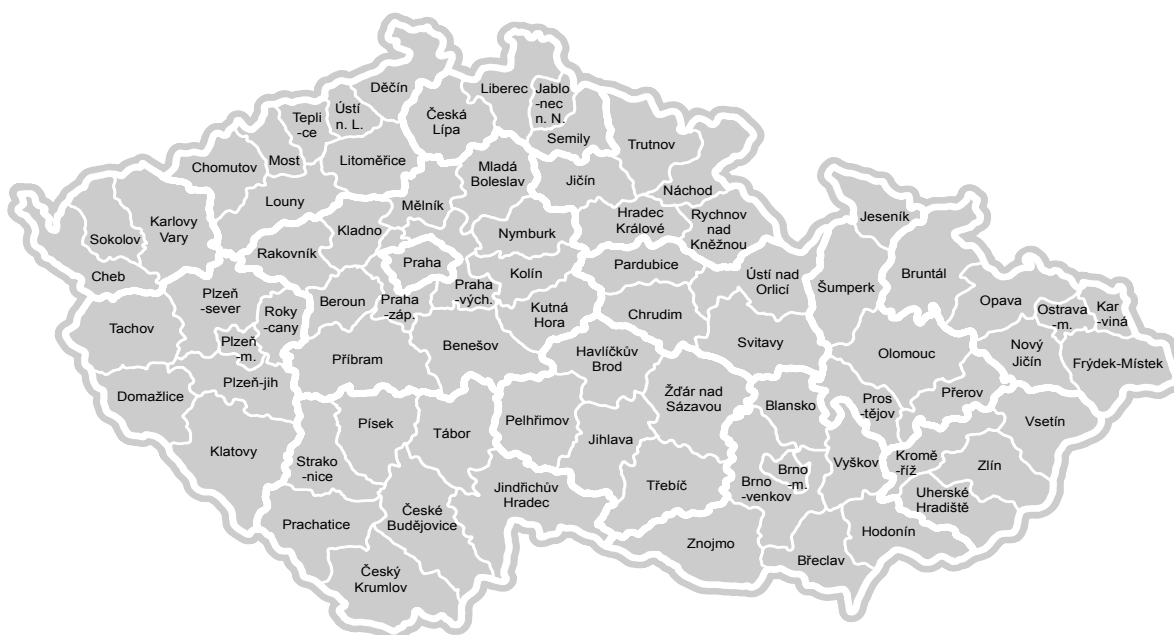 Děčín
Liberec
Jablo
-nec
n. N.
Ústí
n. L.
Tepli
-ce
Česká
Lípa
Semily
Trutnov
Chomutov
Most
Litoměřice
Mladá
Boleslav
Jičín
Náchod
Louny
Mělník
Karlovy
Vary
Sokolov
Cheb
Kladno
Rakovník
Nymburk
Hradec
Králové
Rychnov
nad
Kněžnou
Jeseník
Praha
Kolín
Pardubice
Ústí nad
Orlicí
Šumperk
Bruntál
Plzeň
-sever
Beroun
Praha
-záp.
Praha
-vých.
Roky
-cany
Kutná
Hora
Chrudim
Opava
Ostrava
-m.
Kar
-viná
Tachov
Plzeň
-m.
Příbram
Benešov
Svitavy
Olomouc
Nový
Jičín
Frýdek-Místek
Havlíčkův
Brod
Plzeň-jih
Domažlice
Žďár nad
Sázavou
Blansko
Pros
-tějov
Přerov
Vsetín
Písek
Tábor
Pelhřimov
Jihlava
Klatovy
Strako
-nice
Vyškov
Kromě
-říž
Zlín
Brno
-m.
Brno
-venkov
Třebíč
Jindřichův
Hradec
Uherské
Hradiště
Prachatice
České
Budějovice
Hodonín
Znojmo
Břeclav
Český
Krumlov